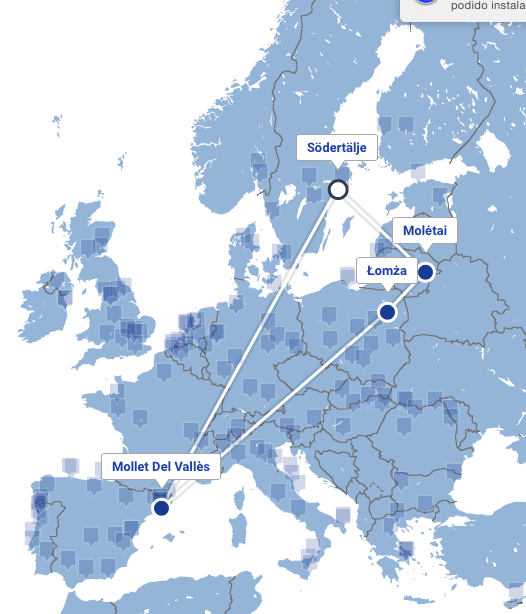 podido instala
Södertälje
Molėtai
Łomża
Mollet Del Vallès